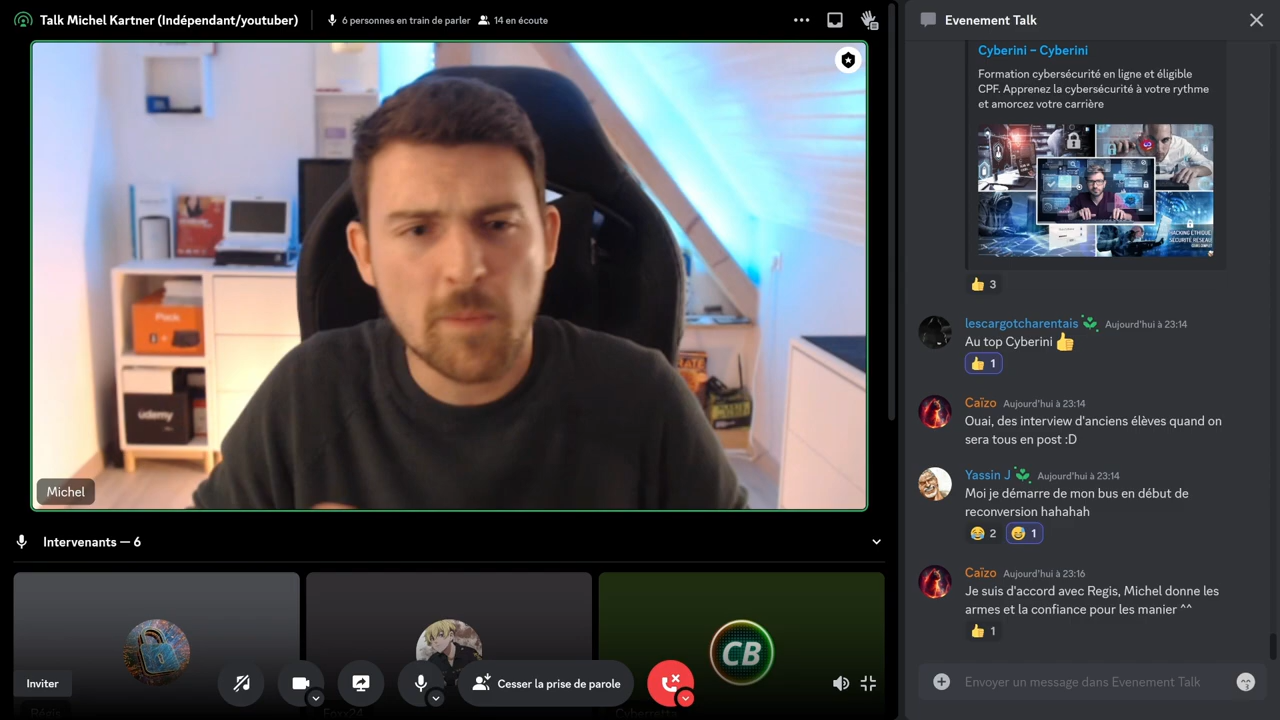 Talk Michel Kartner (Indépendant/youtuber)
6 personnes en train de parler
14 en écoute
Evenement Talk
Cyberini – Cyberini
Formation cybersécurité en ligne et éligible
CPF. Apprenez la cybersécurité à votre rythme
et amorcez votre carrière
HACKING ÉTHIQUE
SÉCURITÉ RÉSEAU
3
lescargotcharentais
Aujourd'hui à 23:14
Au top Cyberini
1
Caïzo
Aujourd'hui à 23:14
Ouai, des interview d'anciens élèves quand on
sera tous en post :D
Yassin J
Aujourd'hui à 23:14
Moi je démarre de mon bus en début de
reconversion hahahah
2
1
Caïzo
Aujourd'hui à 23:16
Je suis d'accord avec Regis, Michel donne les
armes et la confiance pour les manier ^^
1
Envoyer un message dans Evenement Talk
udemy
Michel
Intervenants — 6
CB
Inviter
Cesser la prise de parole